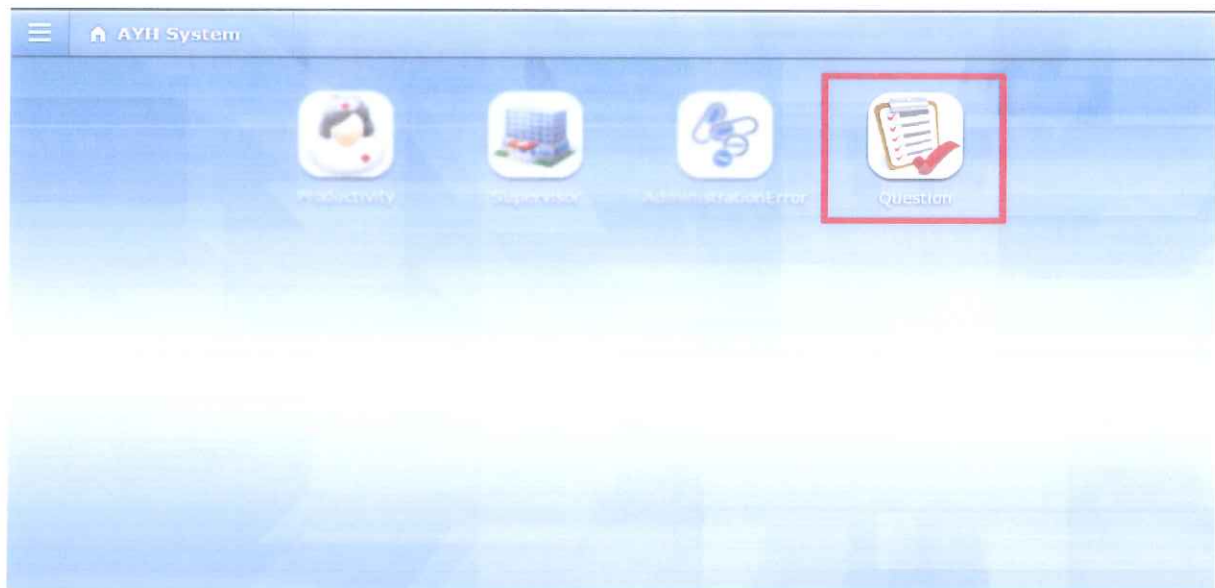 AYH System
Productivity
Supervisor
AdministrationError
Question